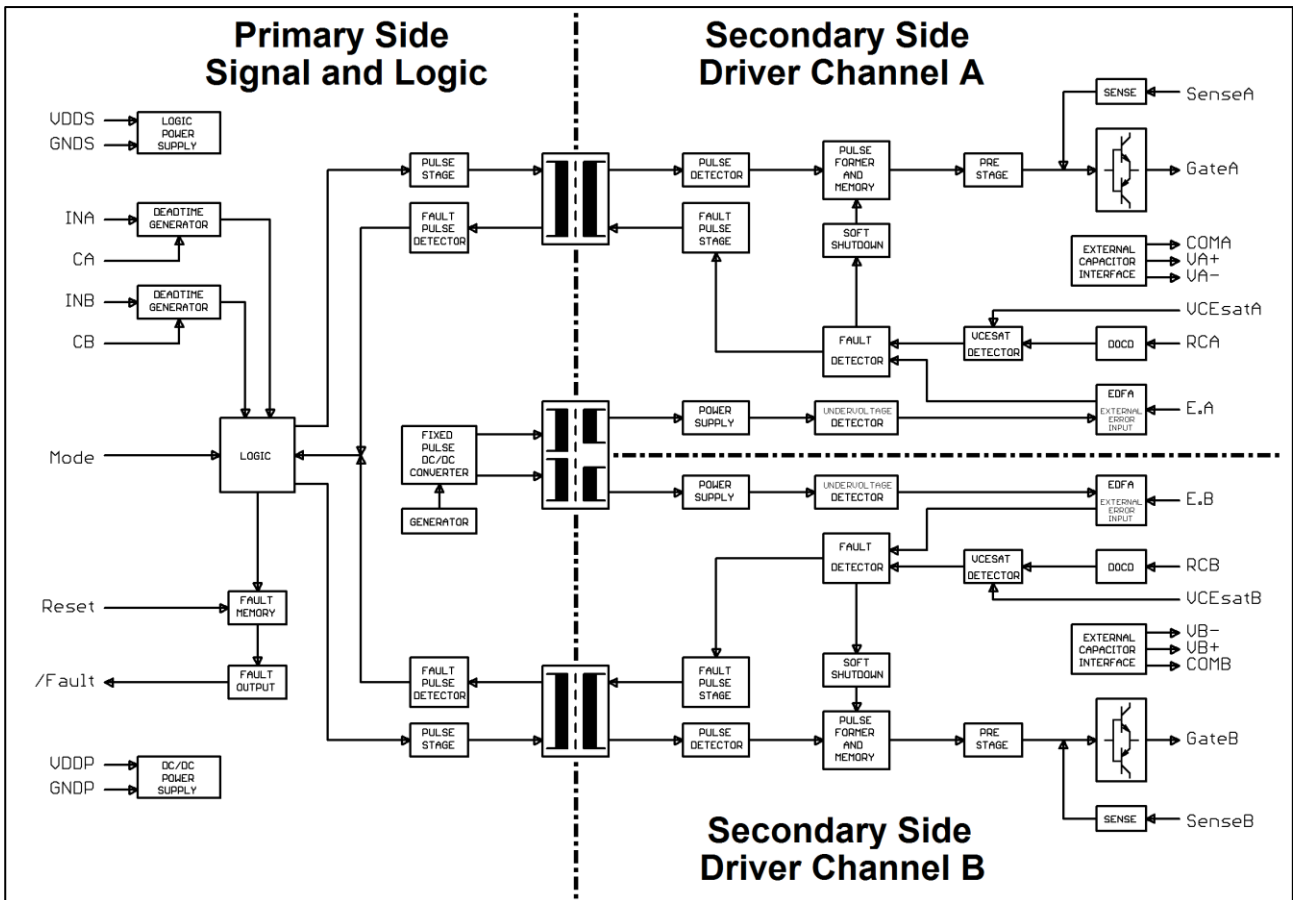 Primary Side
Signal and Logic
Secondary Side
Driver Channel A
VDDS
GNDS
LOGIC
POWER
SUPPLY
INA
DEADTIME
GENERATOR
CA
INB
DEADTIME
GENERATOR
CB
Mode
LOGIC
Reset
FAULT
MEMORY
/Fault
FAULT
OUTPUT
VDDP
GNDP
DC/DC
POWER
SUPPLY
PULSE
STAGE
FAULT
PULSE
DETECTOR
FIXED
PULSE
DC/DC
CONVERTER
GENERATOR
FAULT
PULSE
DETECTOR
PULSE
STAGE
PULSE
DETECTOR
PULSE
FORMER
AND
MEMORY
PRE
STAGE
SENSE
SenseA
GateA
FAULT
PULSE
STAGE
SOFT
SHUTDOWN
EXTERNAL
CAPACITOR
INTERFACE
COMA
VA+
VA-
VCEsatA
FAULT
DETECTOR
VCESAT
DETECTOR
DOCD
RCA
POWER
SUPPLY
UNDERVOLTAGE
DETECTOR
EDFA
EXTERNAL
ERROR
INPUT
E.A
POWER
SUPPLY
UNDERVOLTAGE
DETECTOR
EDFA
EXTERNAL
ERROR
INPUT
E.B
FAULT
DETECTOR
VCESAT
DETECTOR
DOCD
RCB
VCEsatB
FAULT
PULSE
STAGE
SOFT
SHUTDOWN
EXTERNAL
CAPACITOR
INTERFACE
VB-
VB+
COMB
PULSE
DETECTOR
PULSE
FORMER
AND
MEMORY
PRE
STAGE
GateB
SENSE
SenseB
Secondary Side
Driver Channel B